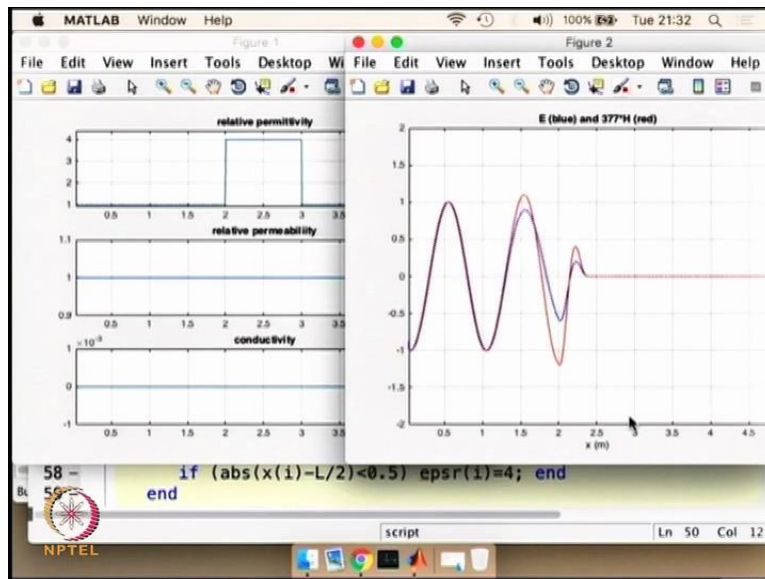 MATLAB Window Help 100% Tue 21:32
Figure 1
File Edit View Insert Tools Desktop Wi
relative permittivity
4
3
2
1
0.5 1 1.5 2 2.5 3 3.5
relative permeability
1.1
1
0.9
0.5 1 1.5 2 2.5 3 3.5
×10⁻³ conductivity
1
0
-1
0.5 1 1.5 2 2.5 3 3.5
Figure 2
File Edit View Insert Tools Desktop Window Help
E (blue) and 377*H (red)
2
1.5
1
0.5
0
-0.5
-1
-1.5
-2
0.5 1 1.5 2 2.5 3 3.5 4 4.5
x (m)
58 - if (abs(x(i)-L/2)<0.5) epsr(i)=4; end
end
script Ln 50 Col 12
NPTEL